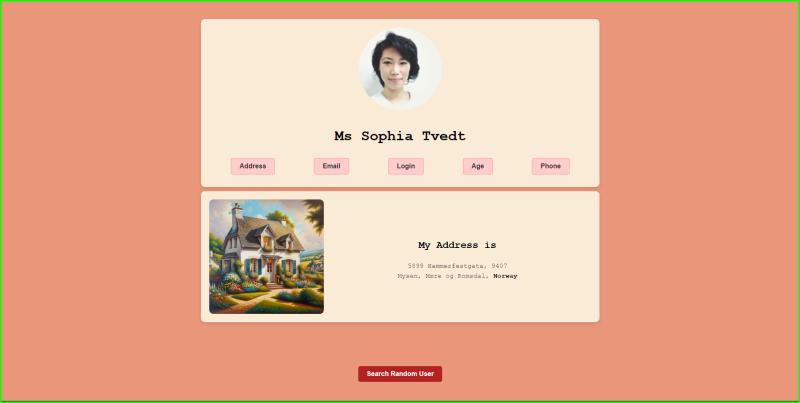 Ms Sophia Tvedt
Address Email Login Age Phone
My Address is
5899 Hammerfestgata, 9407
Mysen, Møre og Romsdal, Norway
Search Random User